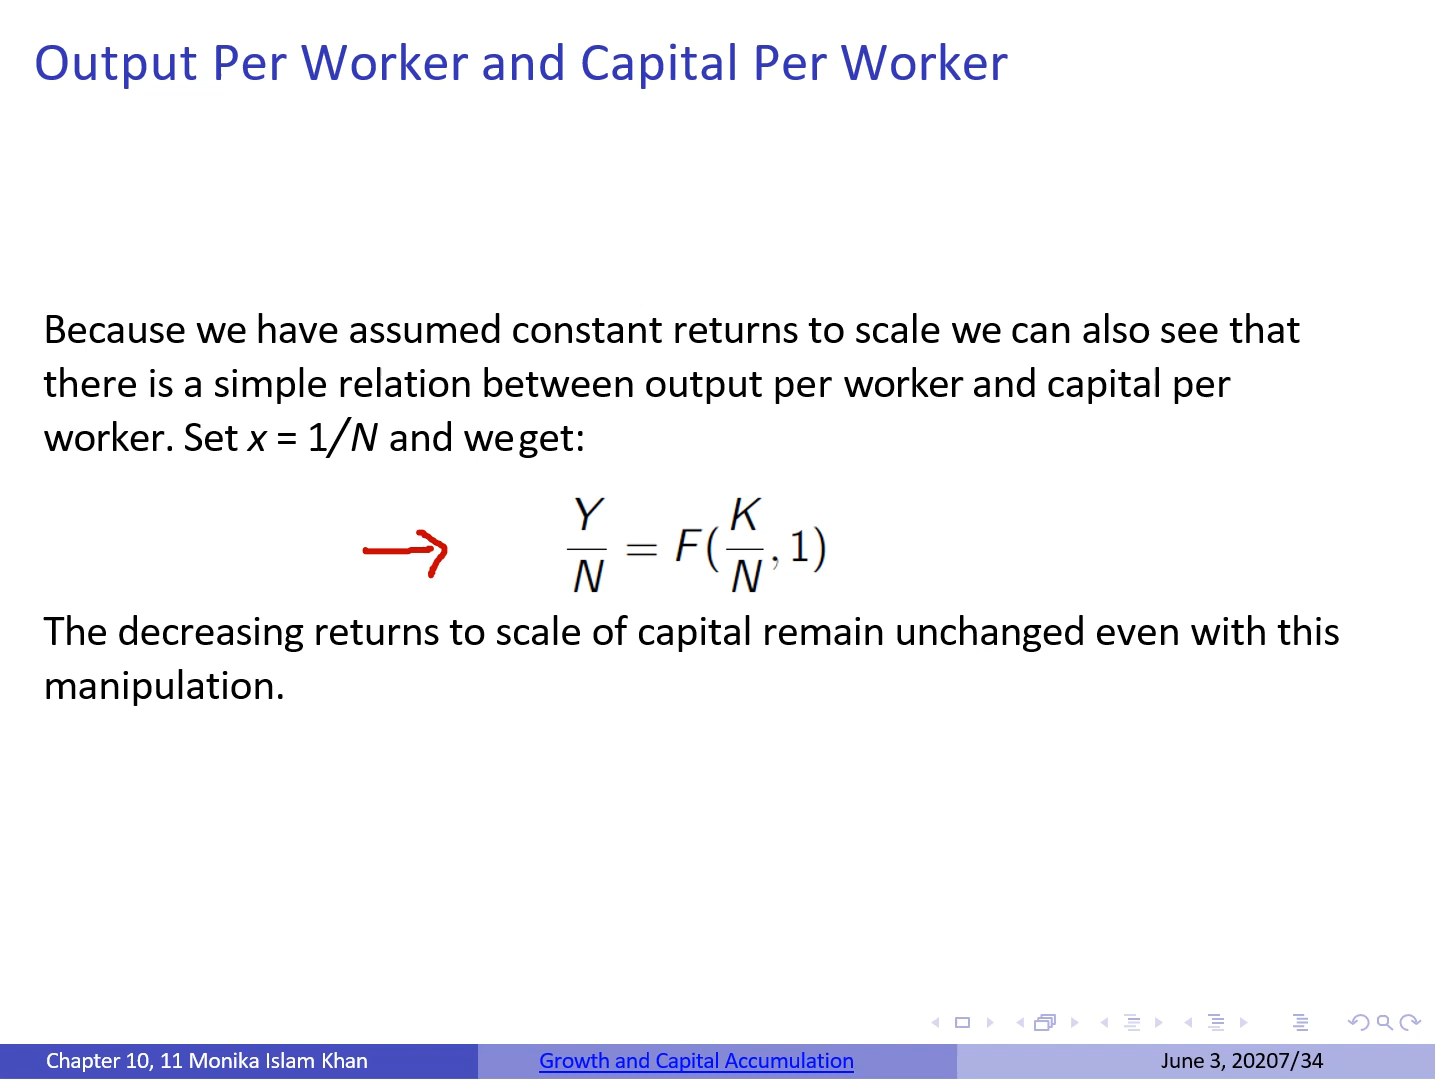 Output Per Worker and Capital Per Worker
Because we have assumed constant returns to scale we can also see that
there is a simple relation between output per worker and capital per
worker. Set x = 1/N and we get:
Y/N = F(K/N, 1)
The decreasing returns to scale of capital remain unchanged even with this
manipulation.
Chapter 10, 11 Monika Islam Khan
Growth and Capital Accumulation
June 3, 20207/34